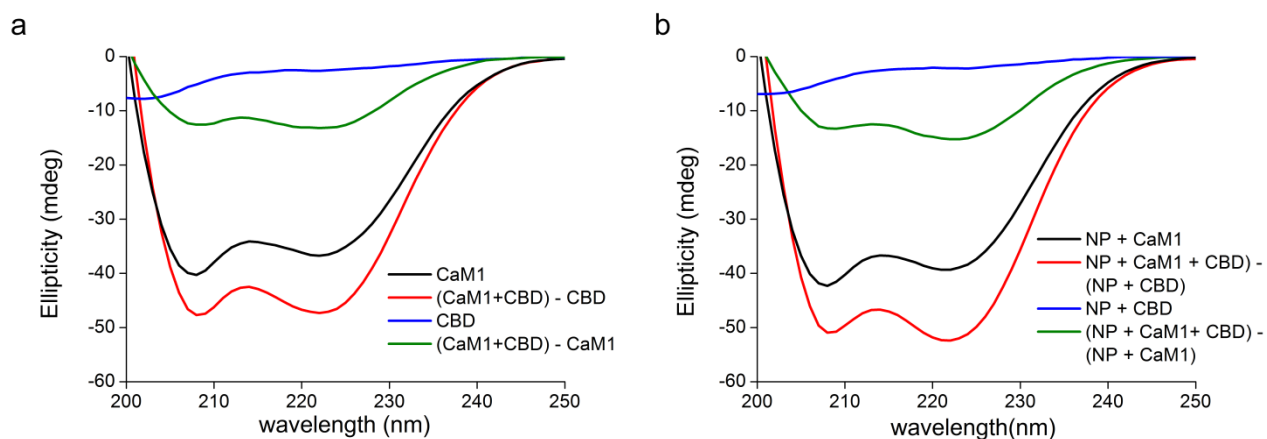 a
0
-10
-20
-30
-40
-50
-60
200
210
220
230
240
250
Ellipticity (mdeg)
wavelength (nm)
CaM1
(CaM1+CBD) - CBD
CBD
(CaM1+CBD) - CaM1
b
0
-10
-20
-30
-40
-50
-60
200
210
220
230
240
250
Ellipticity (mdeg)
wavelength(nm)
NP + CaM1
NP + CaM1 + CBD) -
(NP + CBD)
NP + CBD
(NP + CaM1+ CBD) -
(NP + CaM1)